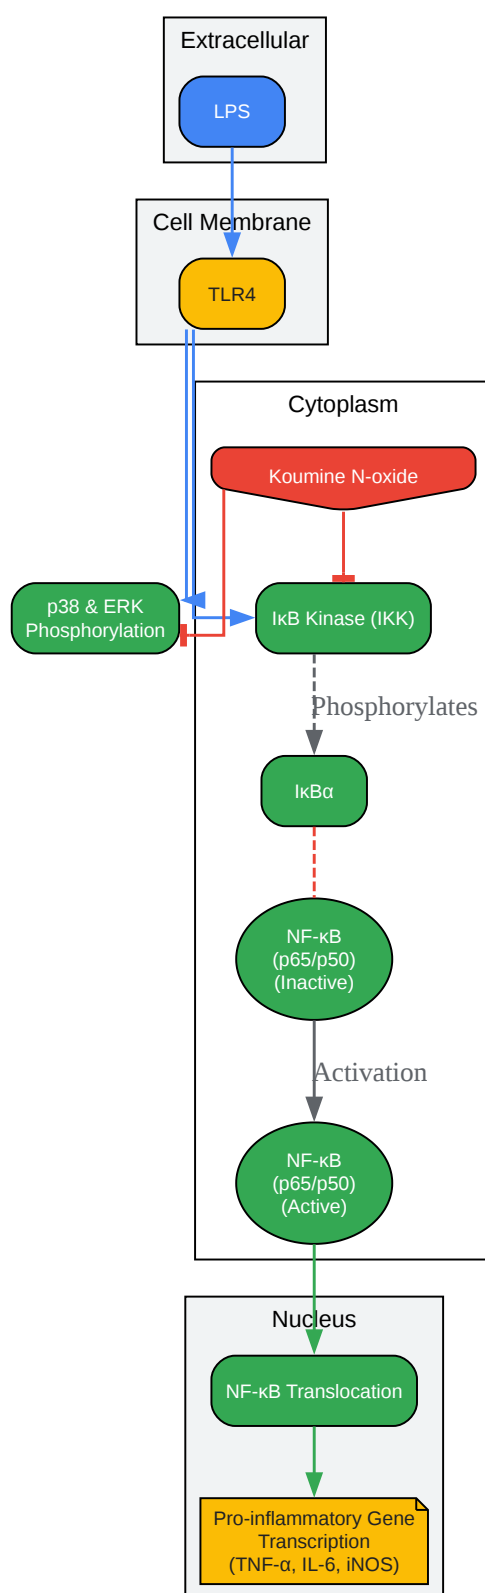 Extracellular
LPS
Cell Membrane
TLR4
Cytoplasm
Koumine N-oxide
p38 & ERK
Phosphorylation
IκB Kinase (IKK)
Phosphorylates
IκBα
NF-κB
(p65/p50)
(Inactive)
Activation
NF-κB
(p65/p50)
(Active)
Nucleus
NF-κB Translocation
Pro-inflammatory Gene
Transcription
(TNF-α, IL-6, iNOS)